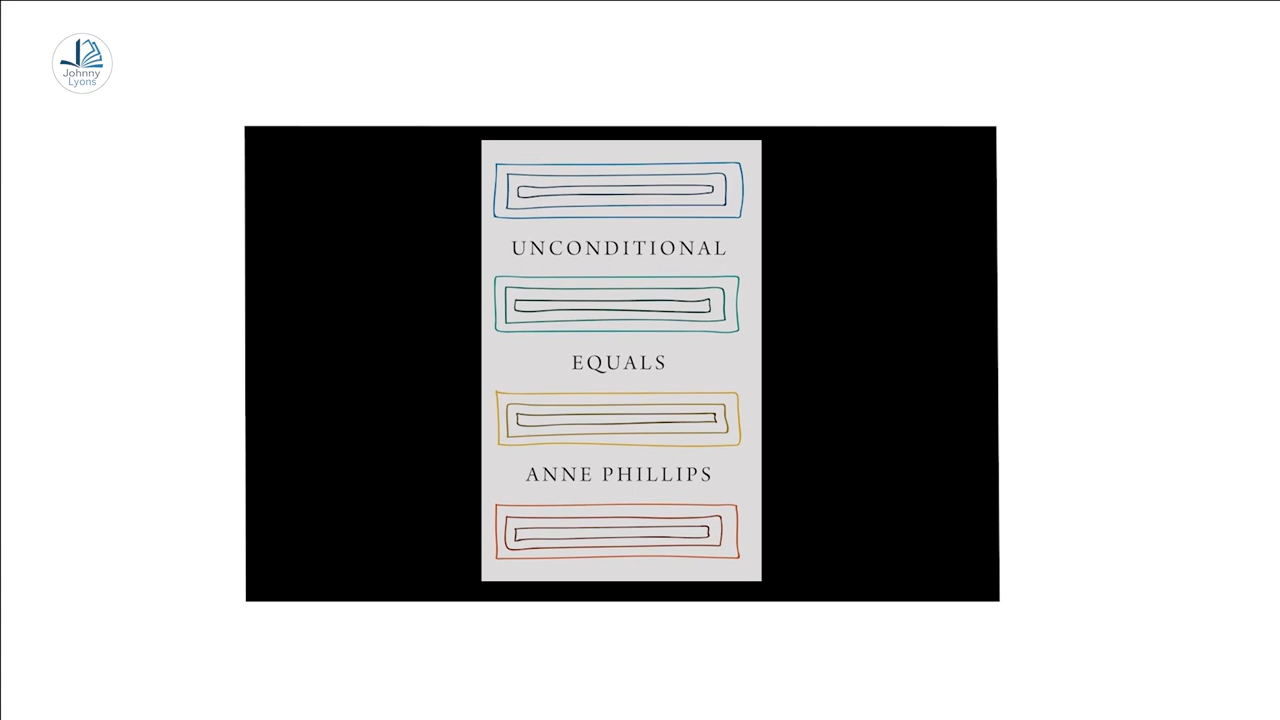 Johnny
Lyons
UNCONDITIONAL
EQUALS
ANNE PHILLIPS